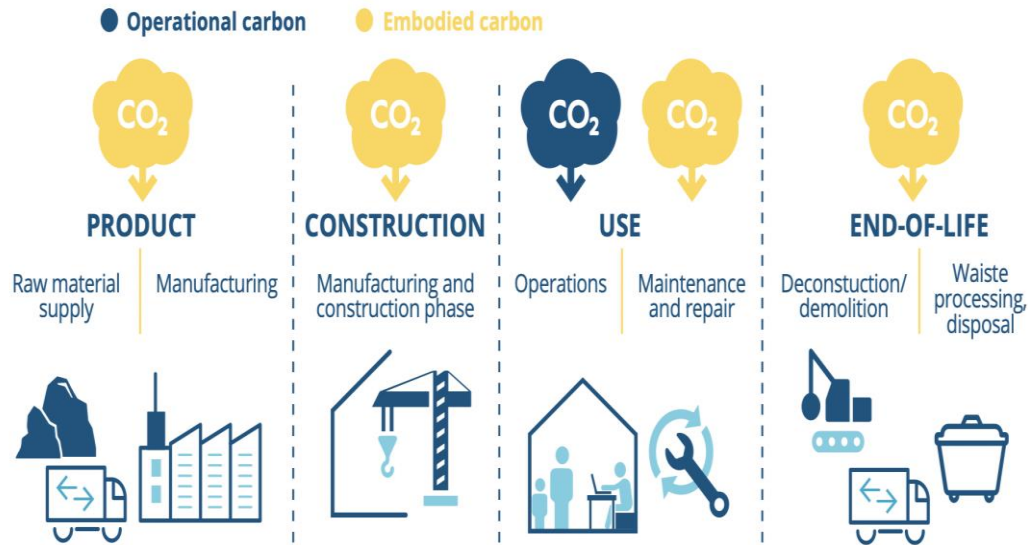 Operational carbon
Embodied carbon
CO₂
CO₂
CO₂
CO₂
CO₂
PRODUCT
Raw material
supply
Manufacturing
CONSTRUCTION
Manufacturing and
construction phase
USE
Operations
Maintenance
and repair
END-OF-LIFE
Deconstuction/
demolition
Waiste
processing,
disposal